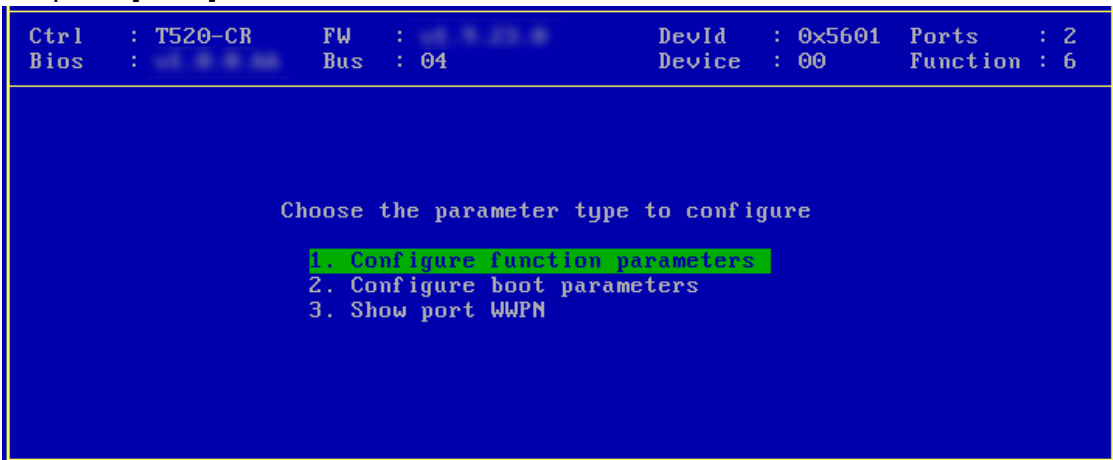 Ctrl : T520-CR FW : DevId : 0x5601 Ports : 2
Bios : Bus : 04 Device : 00 Function : 6
Choose the parameter type to configure
1. Configure function parameters
2. Configure boot parameters
3. Show port WWPN